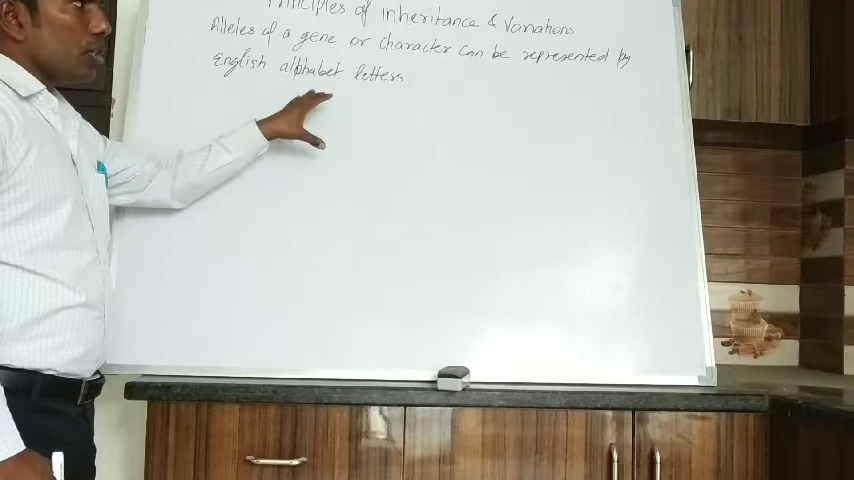 Principles of Inheritance & Variations
Alleles of a gene or character can be represented by
English alphabet letters